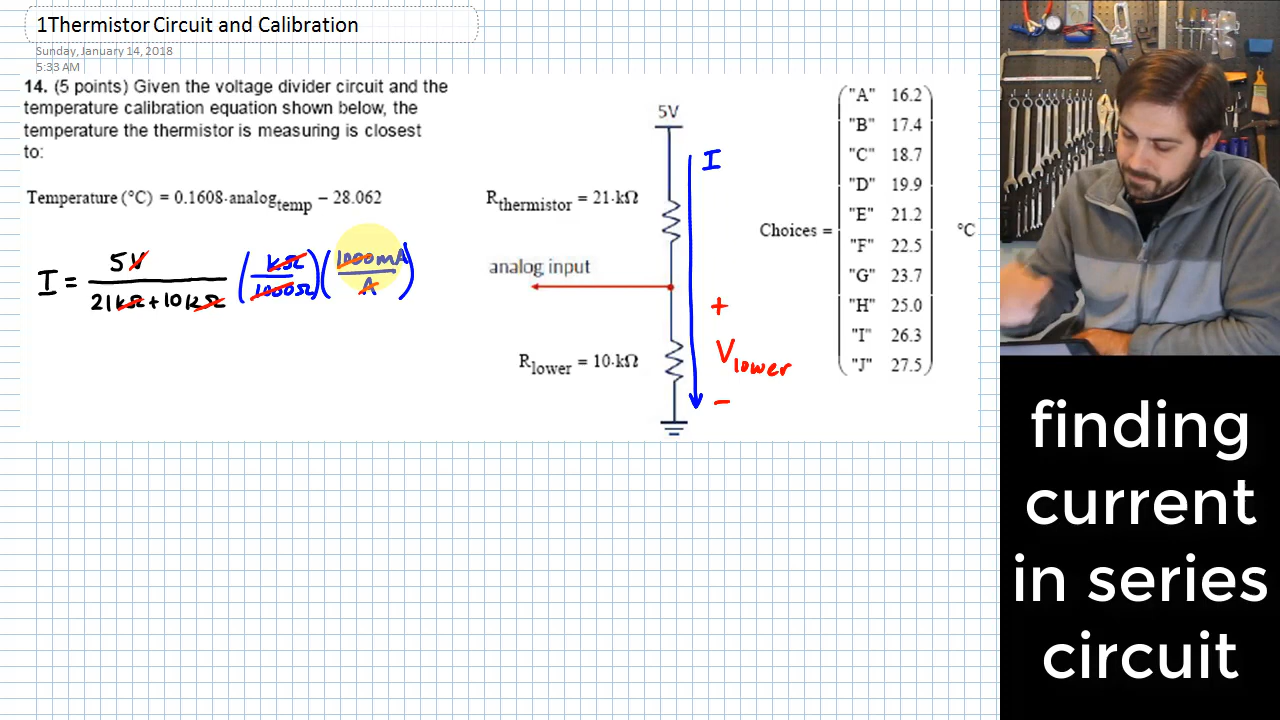 1Thermistor Circuit and Calibration
Sunday, January 14, 2018
5:33 AM
14. (5 points) Given the voltage divider circuit and the
temperature calibration equation shown below, the
temperature the thermistor is measuring is closest
to:
Temperature (°C) = 0.1608·analog_temp − 28.062
I = 5V / (21kΩ + 10kΩ) (kΩ / 1000Ω) (1000mA / A)
5V
I
R_thermistor = 21·kΩ
analog input
+
V_lower
R_lower = 10·kΩ
−
Choices =
"A" 16.2
"B" 17.4
"C" 18.7
"D" 19.9
"E" 21.2
"F" 22.5
"G" 23.7
"H" 25.0
"I" 26.3
"J" 27.5
°C
finding
current
in series
circuit